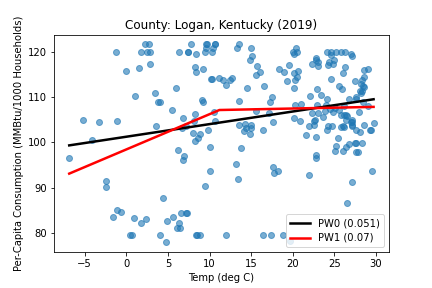 County: Logan, Kentucky (2019)
Per-Capita Consumption (MMBtu/1000 Households)
120
110
100
90
80
−5
0
5
10
15
20
25
30
Temp (deg C)
PW0 (0.051)
PW1 (0.07)